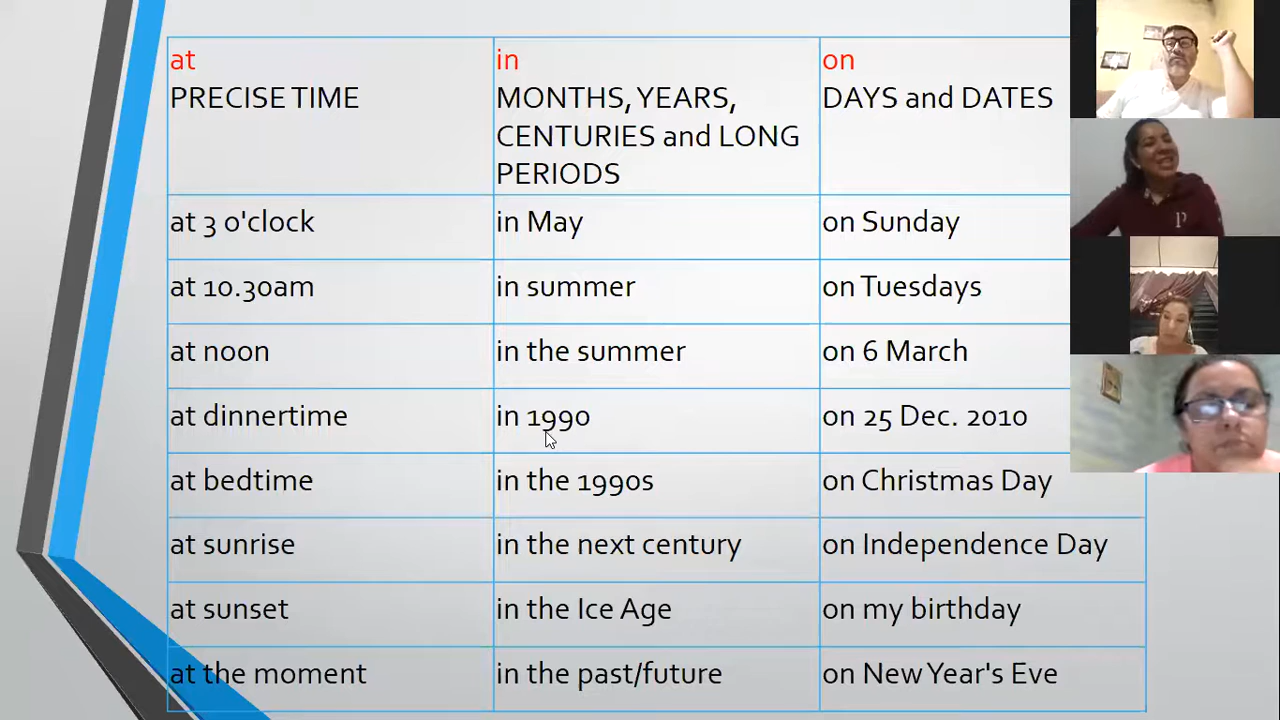 at in on
PRECISE TIME MONTHS, YEARS, DAYS and DATES
CENTURIES and LONG
PERIODS
at 3 o'clock in May on Sunday
at 10.30am in summer on Tuesdays
at noon in the summer on 6 March
at dinnertime in 1990 on 25 Dec. 2010
at bedtime in the 1990s on Christmas Day
at sunrise in the next century on Independence Day
at sunset in the Ice Age on my birthday
at the moment in the past/future on New Year's Eve
P